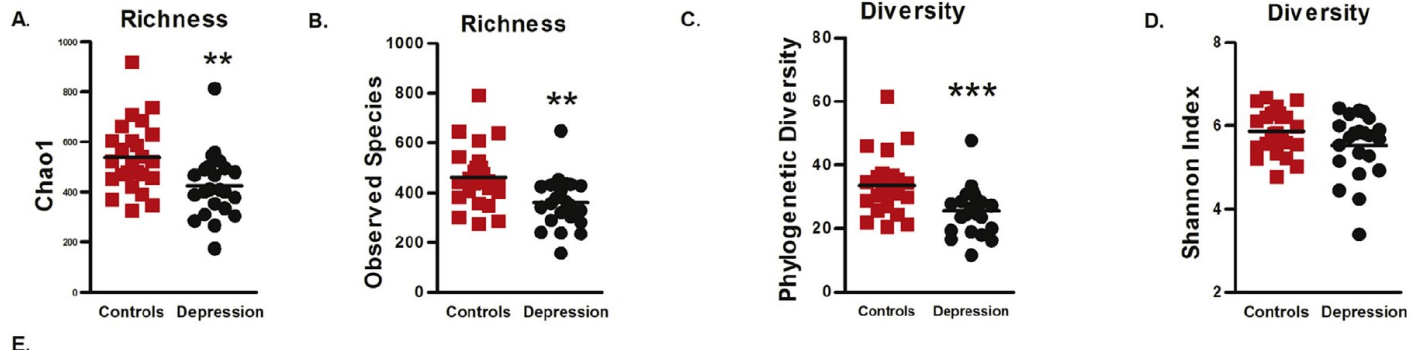 A.
Richness
Chao1
1000
800
600
400
200
0
**
Controls Depression
B.
Richness
Observed Species
1000
800
600
400
200
0
**
Controls Depression
C.
Diversity
Phylogenetic Diversity
80
60
40
20
0
***
Controls Depression
D.
Diversity
Shannon Index
8
6
4
2
Controls Depression
E.